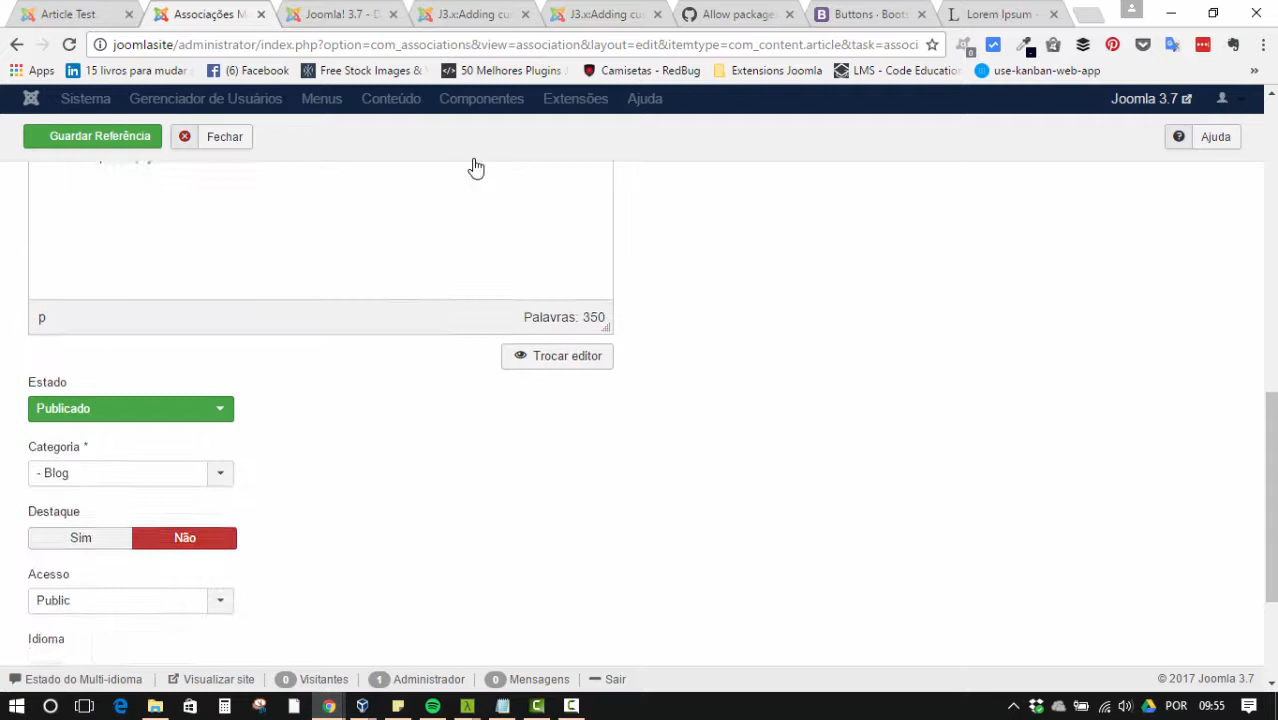 Article Test
Associações M
Joomla! 3.7 - D
J3.x:Adding cus
J3.x:Adding cus
Allow package
Buttons · Boots
Lorem Ipsum -
joomlasite/administrator/index.php?option=com_associations&view=association&layout=edit&itemtype=com_content.article&task=associ
Apps
15 livros para mudar
(6) Facebook
Free Stock Images &
50 Melhores Plugins
Camisetas - RedBug
Extensions Joomla
LMS - Code Education
use-kanban-web-app
»
Sistema
Gerenciador de Usuários
Menus
Conteúdo
Componentes
Extensões
Ajuda
Joomla 3.7
Guardar Referência
Fechar
Ajuda
p
Palavras: 350
Trocar editor
Estado
Publicado
Categoria *
- Blog
Destaque
Sim
Não
Acesso
Public
Idioma
Estado do Multi-idioma
Visualizar site
0 Visitantes
1 Administrador
0 Mensagens
Sair
© 2017 Joomla 3.7
POR
09:55